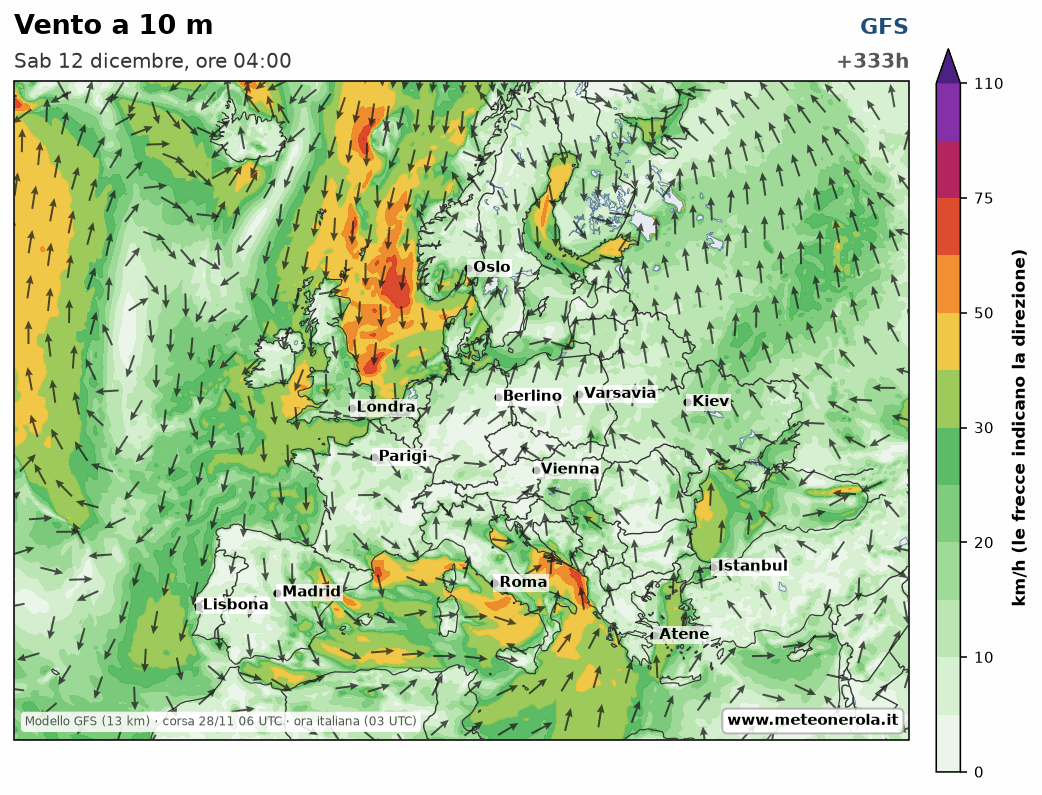 Vento a 10 m
GFS
Sab 12 dicembre, ore 04:00
+333h
110
75
50
30
20
10
0
km/h (le frecce indicano la direzione)
Oslo
Londra
Berlino
Varsavia
Kiev
Parigi
Vienna
Istanbul
Roma
Madrid
Lisbona
Atene
Modello GFS (13 km) · corsa 28/11 06 UTC · ora italiana (03 UTC)
www.meteonerola.it